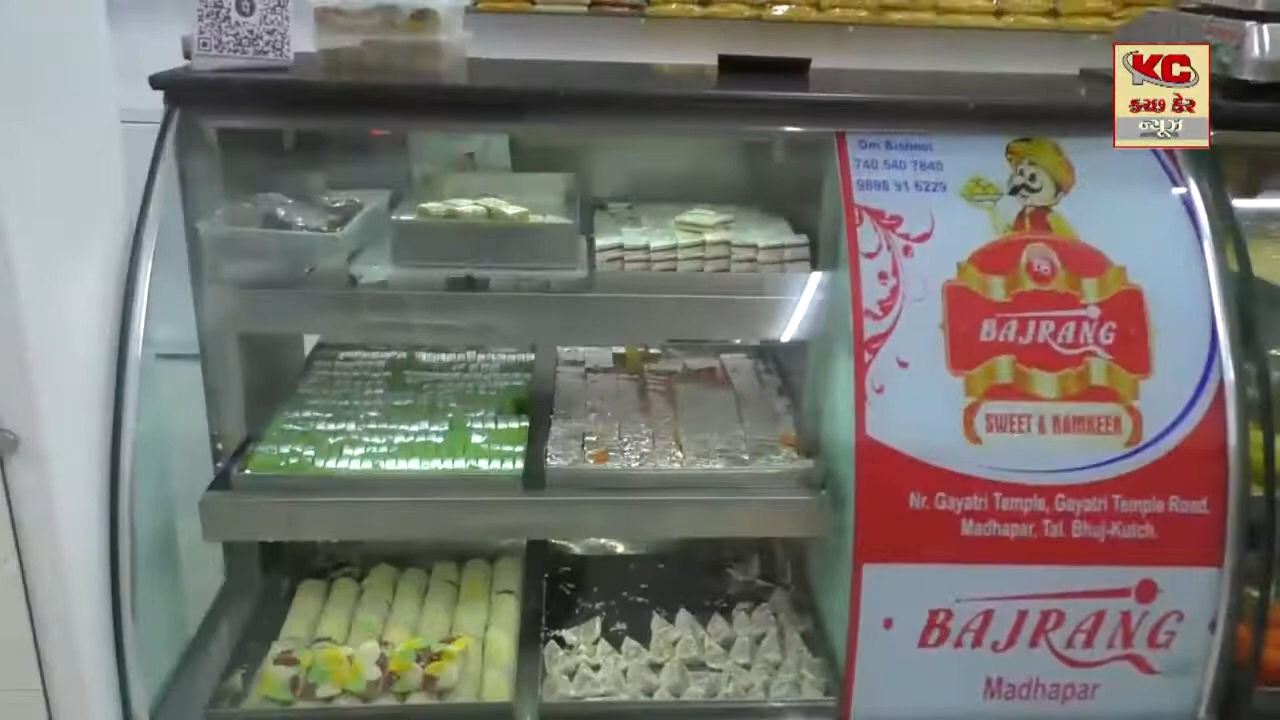 KC
કચ્છ કેર
ન્યૂઝ
Om Bishnoi
740 540 7840
9898 91 6229
BAJRANG
SWEET & NAMKEEN
Nr. Gayatri Temple, Gayatri Temple Road.
Madhapar, Tal. Bhuj-Kutch.
BAJRANG
Madhapar